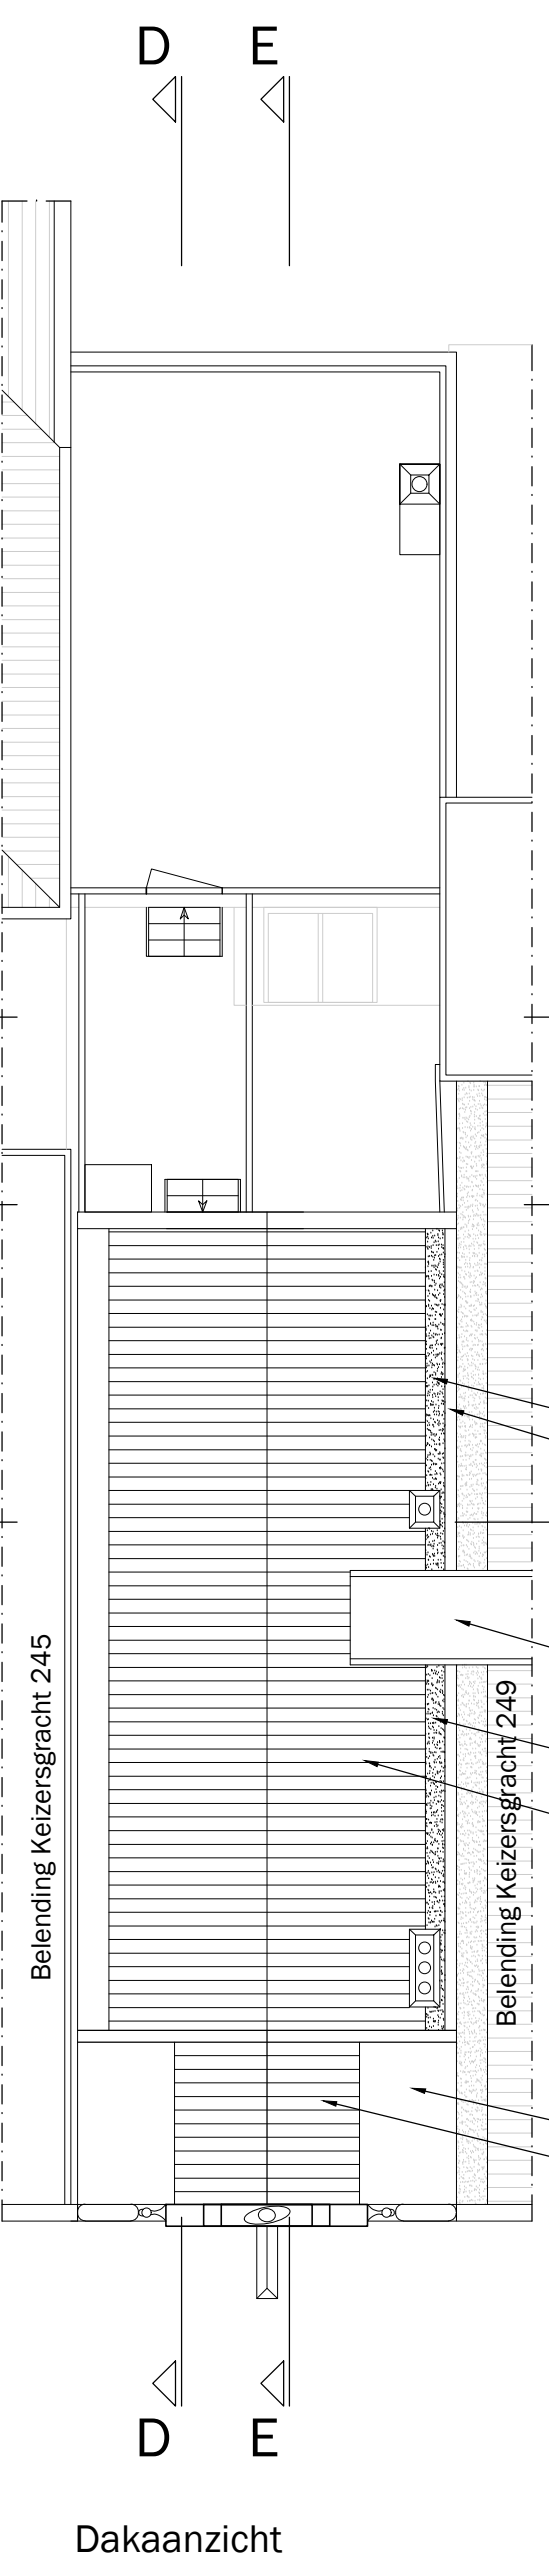 D E
Belending Keizersgracht 245
Belending Keizersgracht 249
D E
Dakaanzicht